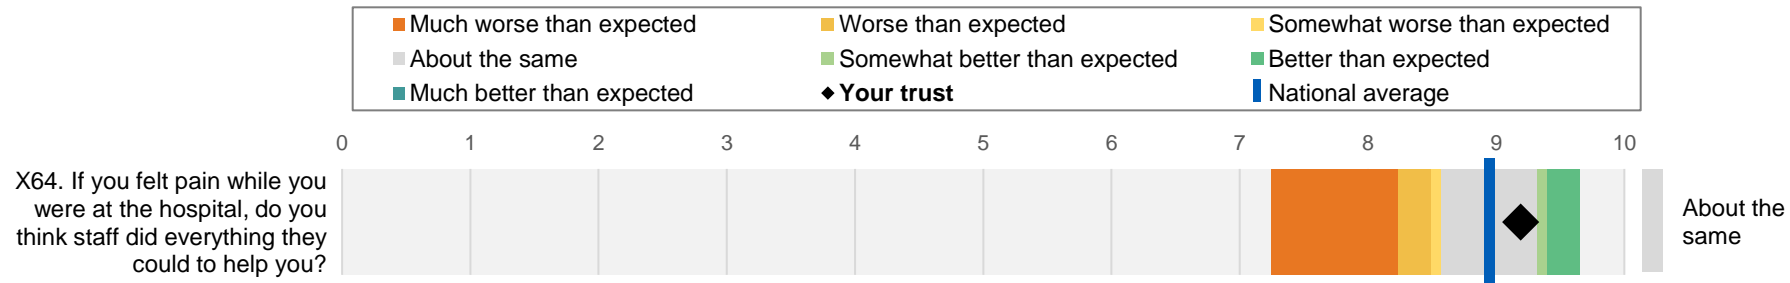 Much worse than expected
Worse than expected
Somewhat worse than expected
About the same
Somewhat better than expected
Better than expected
Much better than expected
Your trust
National average
0 1 2 3 4 5 6 7 8 9 10
X64. If you felt pain while you
were at the hospital, do you
think staff did everything they
could to help you?
About the
same